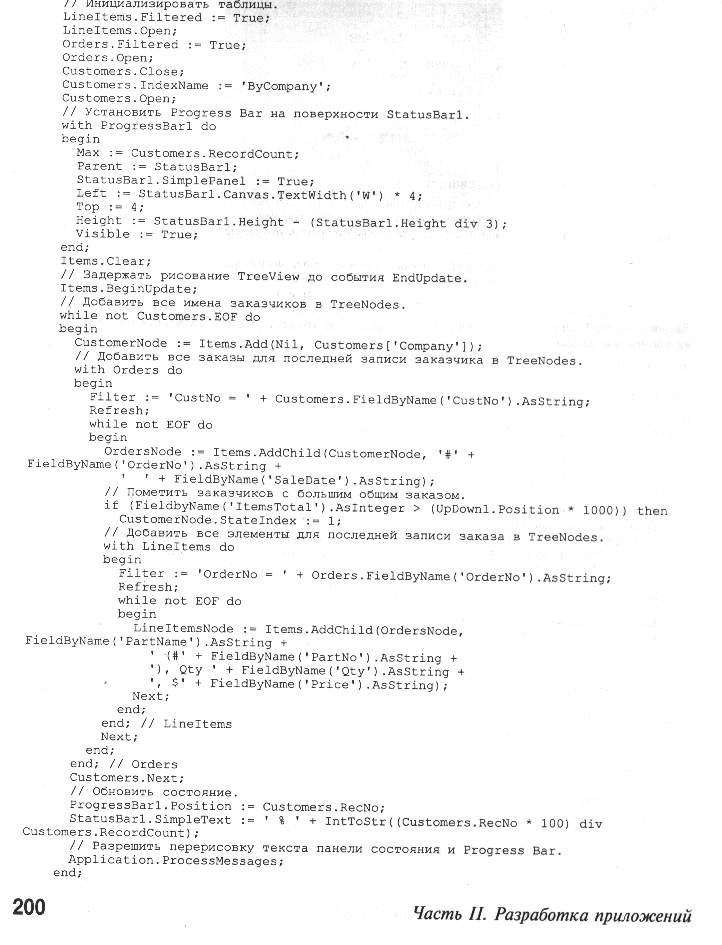 // Инициализировать таблицы.
LineItems.Filtered := True;
LineItems.Open;
Orders.Filtered := True;
Orders.Open;
Customers.Close;
Customers.IndexName := 'ByCompany';
Customers.Open;
// Установить Progress Bar на поверхности StatusBar1.
with ProgressBar1 do
begin
Max := Customers.RecordCount;
Parent := StatusBar1;
StatusBar1.SimplePanel := True;
Left := StatusBar1.Canvas.TextWidth('W') * 4;
Top := 4;
Height := StatusBar1.Height - (StatusBar1.Height div 3);
Visible := True;
end;
Items.Clear;
// Задержать рисование TreeView до события EndUpdate.
Items.BeginUpdate;
// Добавить все имена заказчиков в TreeNodes.
while not Customers.EOF do
begin
CustomerNode := Items.Add(Nil, Customers['Company']);
// Добавить все заказы для последней записи заказчика в TreeNodes.
with Orders do
begin
Filter := 'CustNo = ' + Customers.FieldByName('CustNo').AsString;
Refresh;
while not EOF do
begin
OrdersNode := Items.AddChild(CustomerNode, '#' +
FieldByName('OrderNo').AsString +
' ' + FieldByName('SaleDate').AsString);
// Пометить заказчиков с большим общим заказом.
if (FieldbyName('ItemsTotal').AsInteger > (UpDown1.Position * 1000)) then
CustomerNode.StateIndex := 1;
// Добавить все элементы для последней записи заказа в TreeNodes.
with LineItems do
begin
Filter := 'OrderNo = ' + Orders.FieldByName('OrderNo').AsString;
Refresh;
while not EOF do
begin
LineItemsNode := Items.AddChild(OrdersNode,
FieldByName('PartName').AsString +
' (#' + FieldByName('PartNo').AsString +
'), Qty ' + FieldByName('Qty').AsString +
', $' + FieldByName('Price').AsString);
Next;
end;
end; // LineItems
Next;
end;
end; // Orders
Customers.Next;
// Обновить состояние.
ProgressBar1.Position := Customers.RecNo;
StatusBar1.SimpleText := ' % ' + IntToStr((Customers.RecNo * 100) div
Customers.RecordCount);
// Разрешить перерисовку текста панели состояния и Progress Bar.
Application.ProcessMessages;
end;
200
Часть II. Разработка приложений